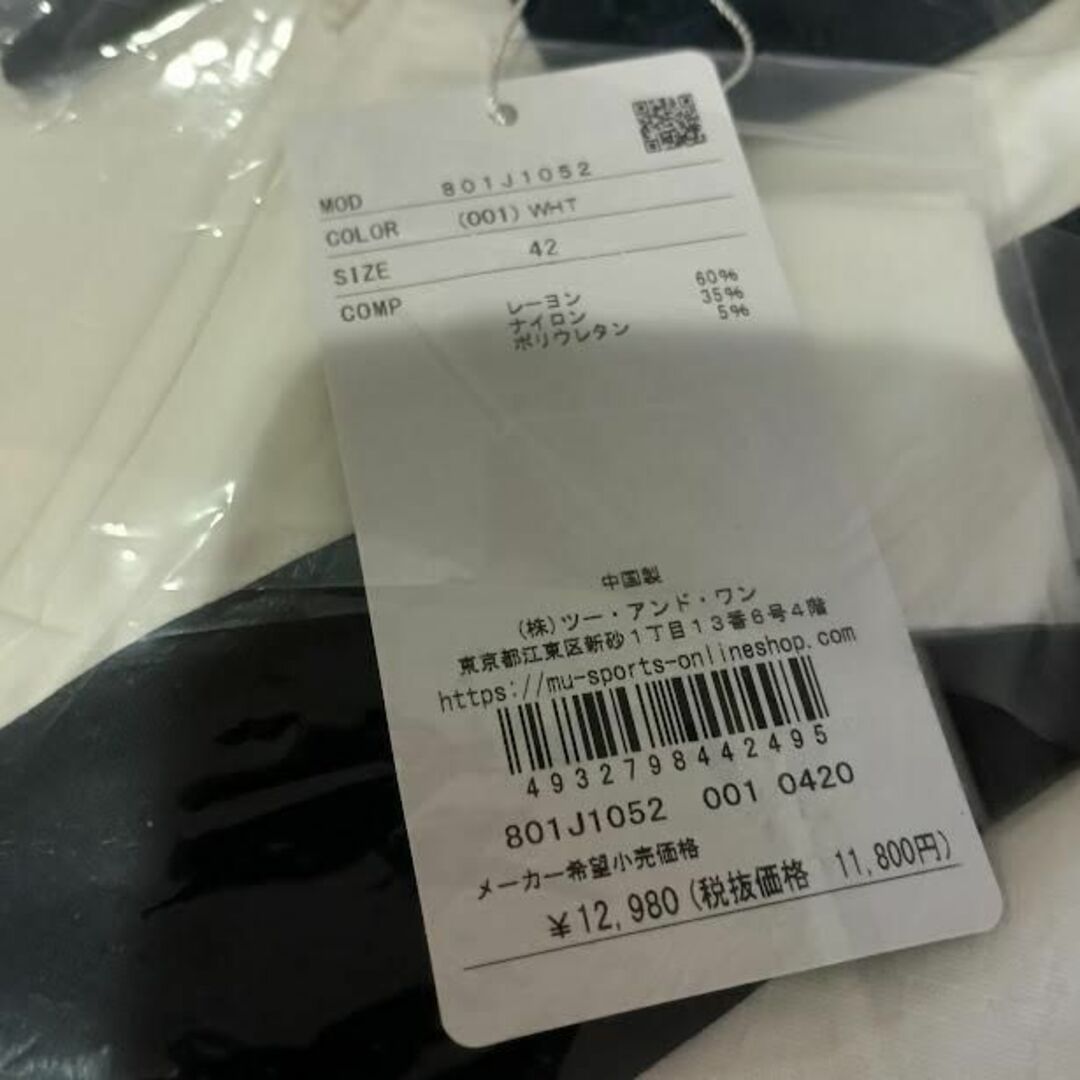 MOD 801J1052
COLOR (001) WHT
SIZE 42
COMP レーヨン 60%
ナイロン 35%
ポリウレタン 5%
中国製
(株)ツー・アンド・ワン
東京都江東区新砂1丁目13番6号4階
https://mu-sports-onlineshop.com
4932798442495
801J1052 001 0420
メーカー希望小売価格
¥12,980(税抜価格 11,800円)